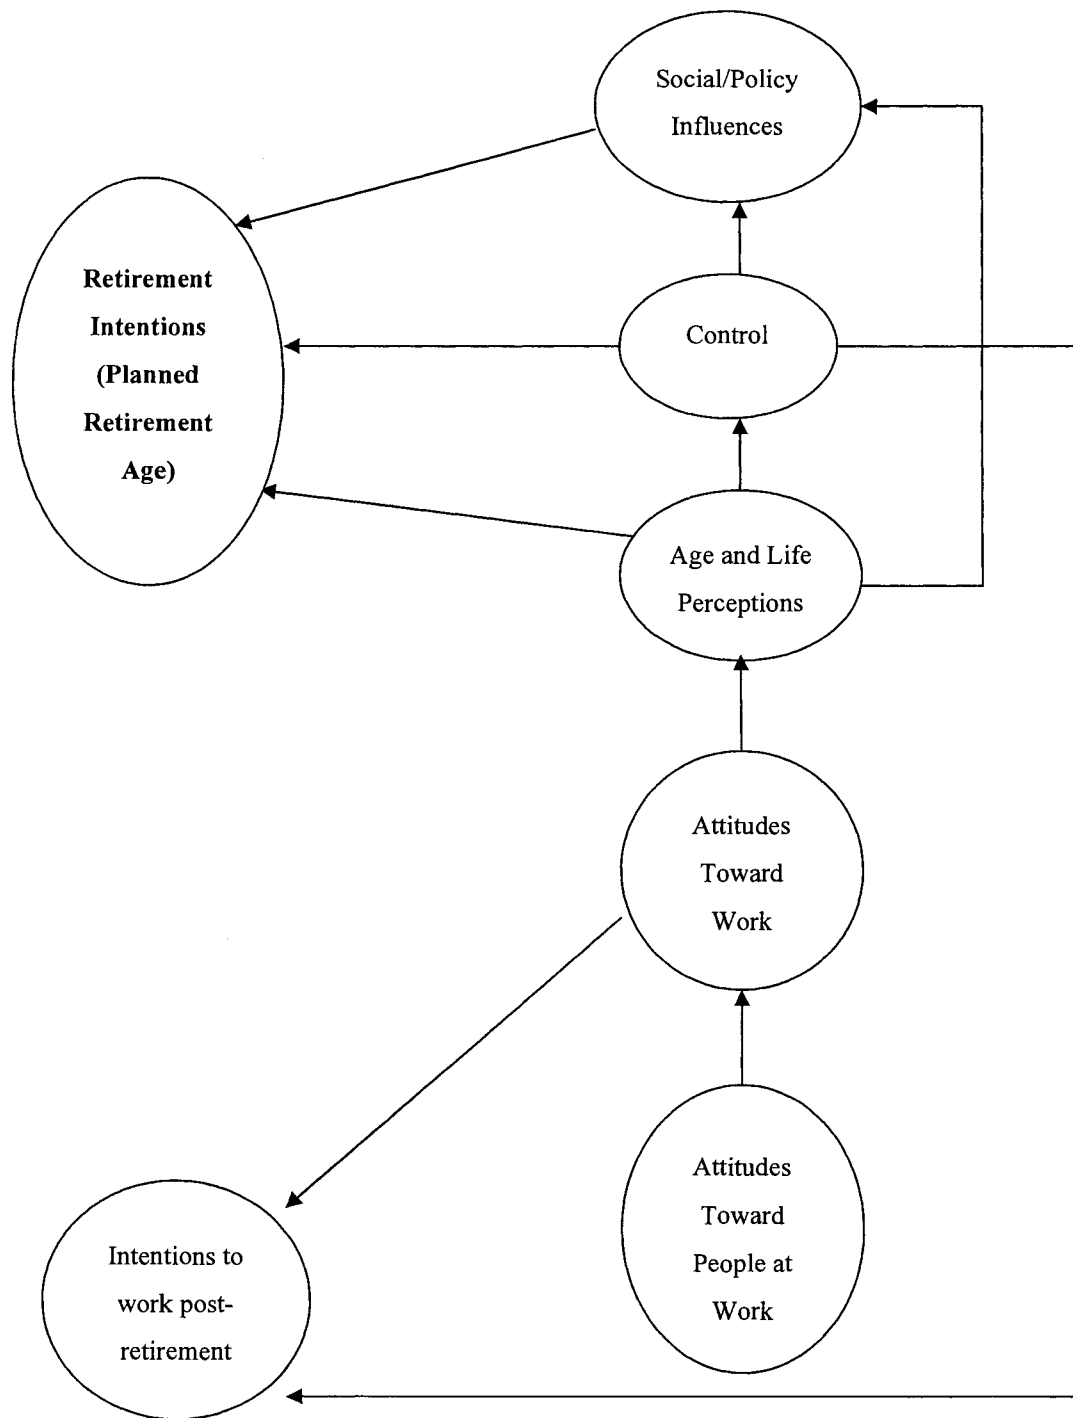 Social/Policy
Influences
Retirement
Intentions
(Planned
Retirement
Age)
Control
Age and Life
Perceptions
Attitudes
Toward
Work
Attitudes
Toward
People at
Work
Intentions to
work post-
retirement